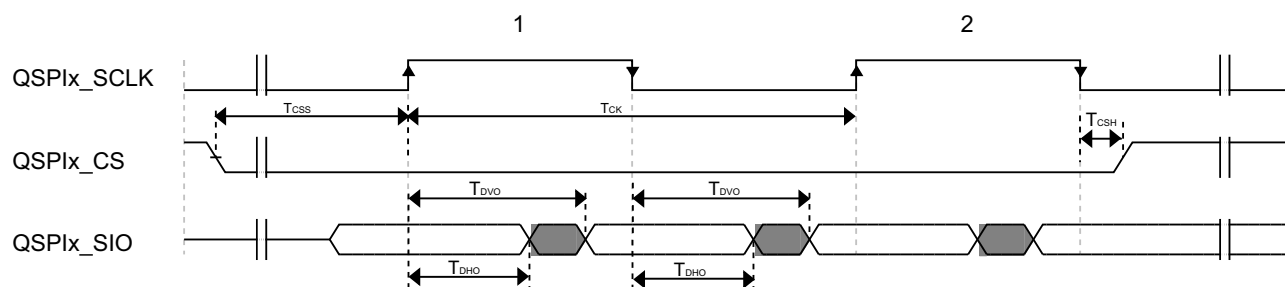 1 2
QSPIx_SCLK
TCSS TCK TCSH
QSPIx_CS
TDVO TDVO
QSPIx_SIO
TDHO TDHO